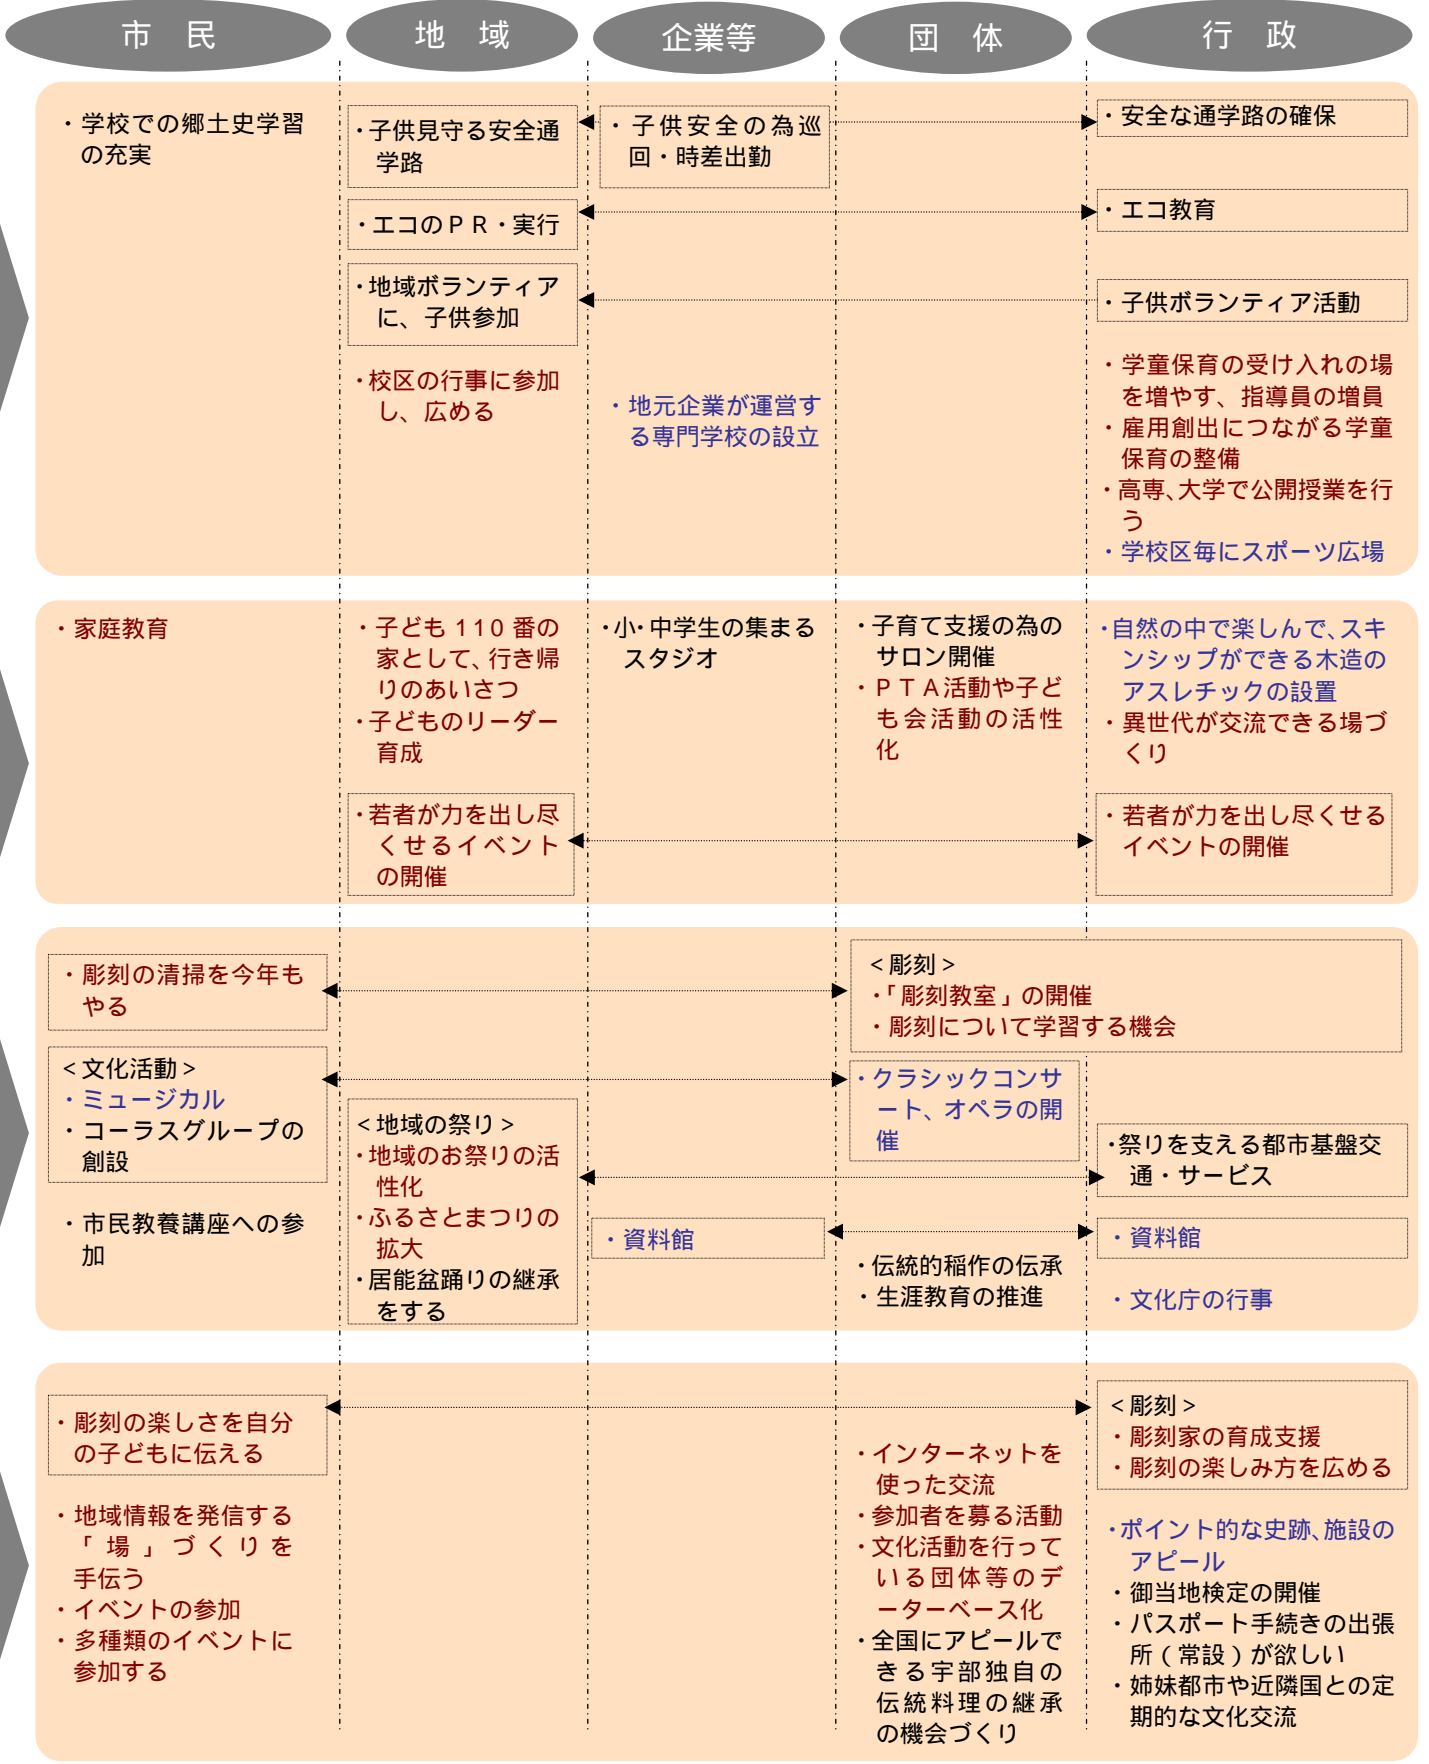 市　民
地　域
企業等
団　体
行　政
・学校での郷土史学習
の充実
・子供見守る安全通
学路
・エコのＰＲ・実行
・地域ボランティア
に、子供参加
・校区の行事に参加
し、広める
・子供安全の為巡
回・時差出勤
・地元企業が運営す
る専門学校の設立
・安全な通学路の確保
・エコ教育
・子供ボランティア活動
・学童保育の受け入れの場
を増やす、指導員の増員
・雇用創出につながる学童
保育の整備
・高専、大学で公開授業を行
う
・学校区毎にスポーツ広場
・家庭教育
・子ども 110 番の
家として、行き帰
りのあいさつ
・子どものリーダー
育成
・若者が力を出し尽
くせるイベント
の開催
・小・中学生の集まる
スタジオ
・子育て支援の為の
サロン開催
・ＰＴＡ活動や子ど
も会活動の活性
化
・自然の中で楽しんで、スキ
ンシップができる木造の
アスレチックの設置
・異世代が交流できる場づ
くり
・若者が力を出し尽くせる
イベントの開催
・彫刻の清掃を今年も
やる
＜文化活動＞
・ミュージカル
・コーラスグループの
創設
・市民教養講座への参
加
＜地域の祭り＞
・地域のお祭りの活
性化
・ふるさとまつりの
拡大
・居能盆踊りの継承
をする
・資料館
＜彫刻＞
・「彫刻教室」の開催
・彫刻について学習する機会
・クラシックコンサ
ート、オペラの開
催
・伝統的稲作の伝承
・生涯教育の推進
・祭りを支える都市基盤交
通・サービス
・資料館
・文化庁の行事
・彫刻の楽しさを自分
の子どもに伝える
・地域情報を発信する
「場」づくりを
手伝う
・イベントの参加
・多種類のイベントに
参加する
・インターネットを
使った交流
・参加者を募る活動
・文化活動を行って
いる団体等のデ
ーターベース化
・全国にアピールで
きる宇部独自の
伝統料理の継承
の機会づくり
＜彫刻＞
・彫刻家の育成支援
・彫刻の楽しみ方を広める
・ポイント的な史跡、施設の
アピール
・御当地検定の開催
・パスポート手続きの出張
所（常設）が欲しい
・姉妹都市や近隣国との定
期的な文化交流